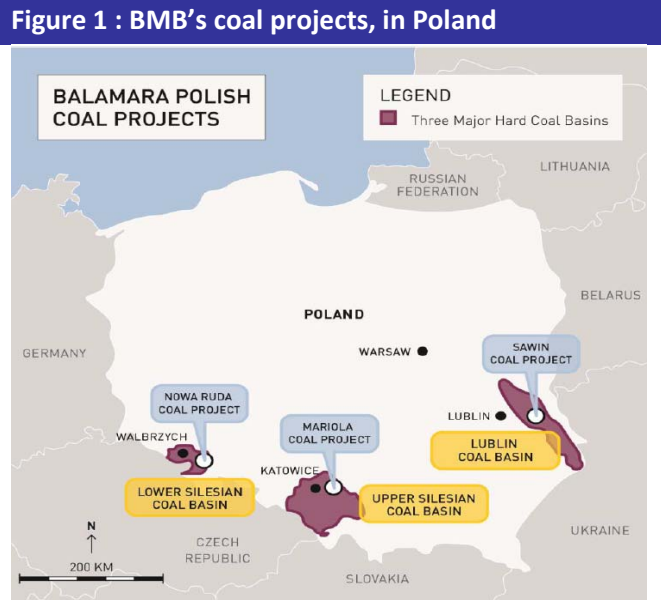 Figure 1 : BMB’s coal projects, in Poland
BALAMARA POLISH
COAL PROJECTS
LEGEND
Three Major Hard Coal Basins
LITHUANIA
RUSSIAN
FEDERATION
BELARUS
POLAND
GERMANY
WARSAW
SAWIN
COAL PROJECT
NOWA RUDA
COAL PROJECT
MARIOLA
COAL PROJECT
LUBLIN
WALBRZYCH
LUBLIN
COAL BASIN
KATOWICE
LOWER SILESIAN
COAL BASIN
UPPER SILESIAN
COAL BASIN
N
UKRAINE
CZECH
REPUBLIC
200 KM
SLOVAKIA